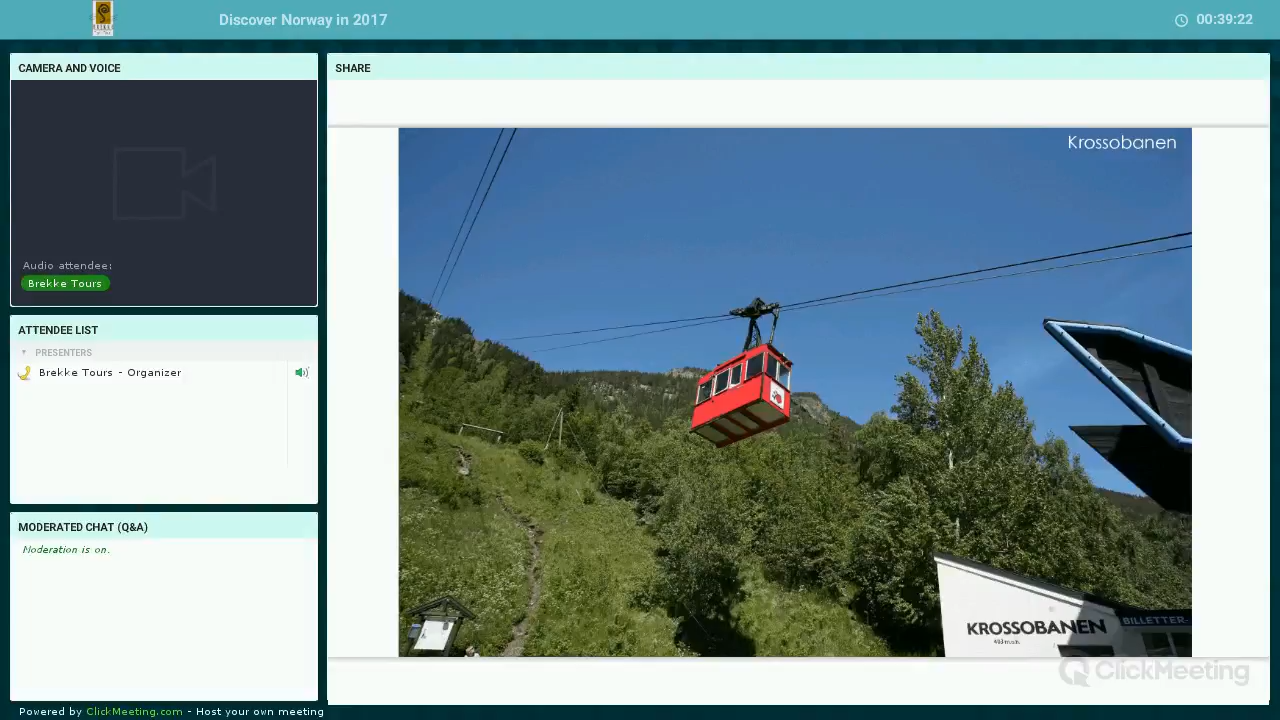 Discover Norway in 2017
00:39:22
CAMERA AND VOICE
Audio attendee:
Brekke Tours
ATTENDEE LIST
PRESENTERS
Brekke Tours - Organizer
MODERATED CHAT (Q&A)
Moderation is on.
SHARE
Krossobanen
KROSSOBANEN
BILLETTER-
ClickMeeting
Powered by ClickMeeting.com - Host your own meeting